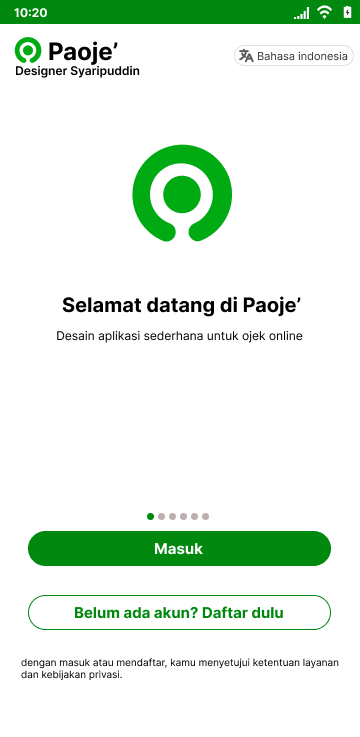 10:20
Paoje’
Designer Syaripuddin
Bahasa indonesia
Selamat datang di Paoje’
Desain aplikasi sederhana untuk ojek online
Masuk
Belum ada akun? Daftar dulu
dengan masuk atau mendaftar, kamu menyetujui ketentuan layanan
dan kebijakan privasi.